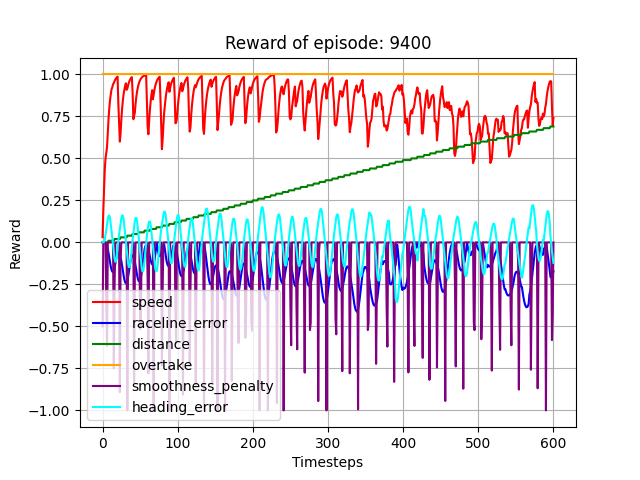 Reward of episode: 9400
Reward
1.00
0.75
0.50
0.25
0.00
−0.25
−0.50
−0.75
−1.00
speed
raceline_error
distance
overtake
smoothness_penalty
heading_error
0 100 200 300 400 500 600
Timesteps